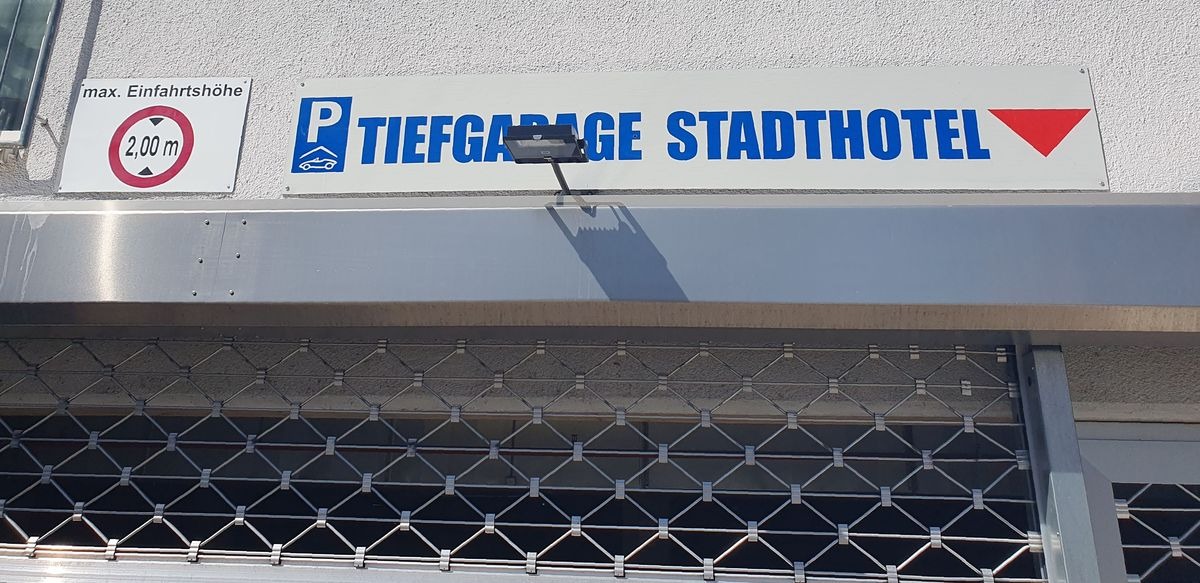 max. Einfahrtshöhe
2,00 m
P TIEFGARAGE STADTHOTEL